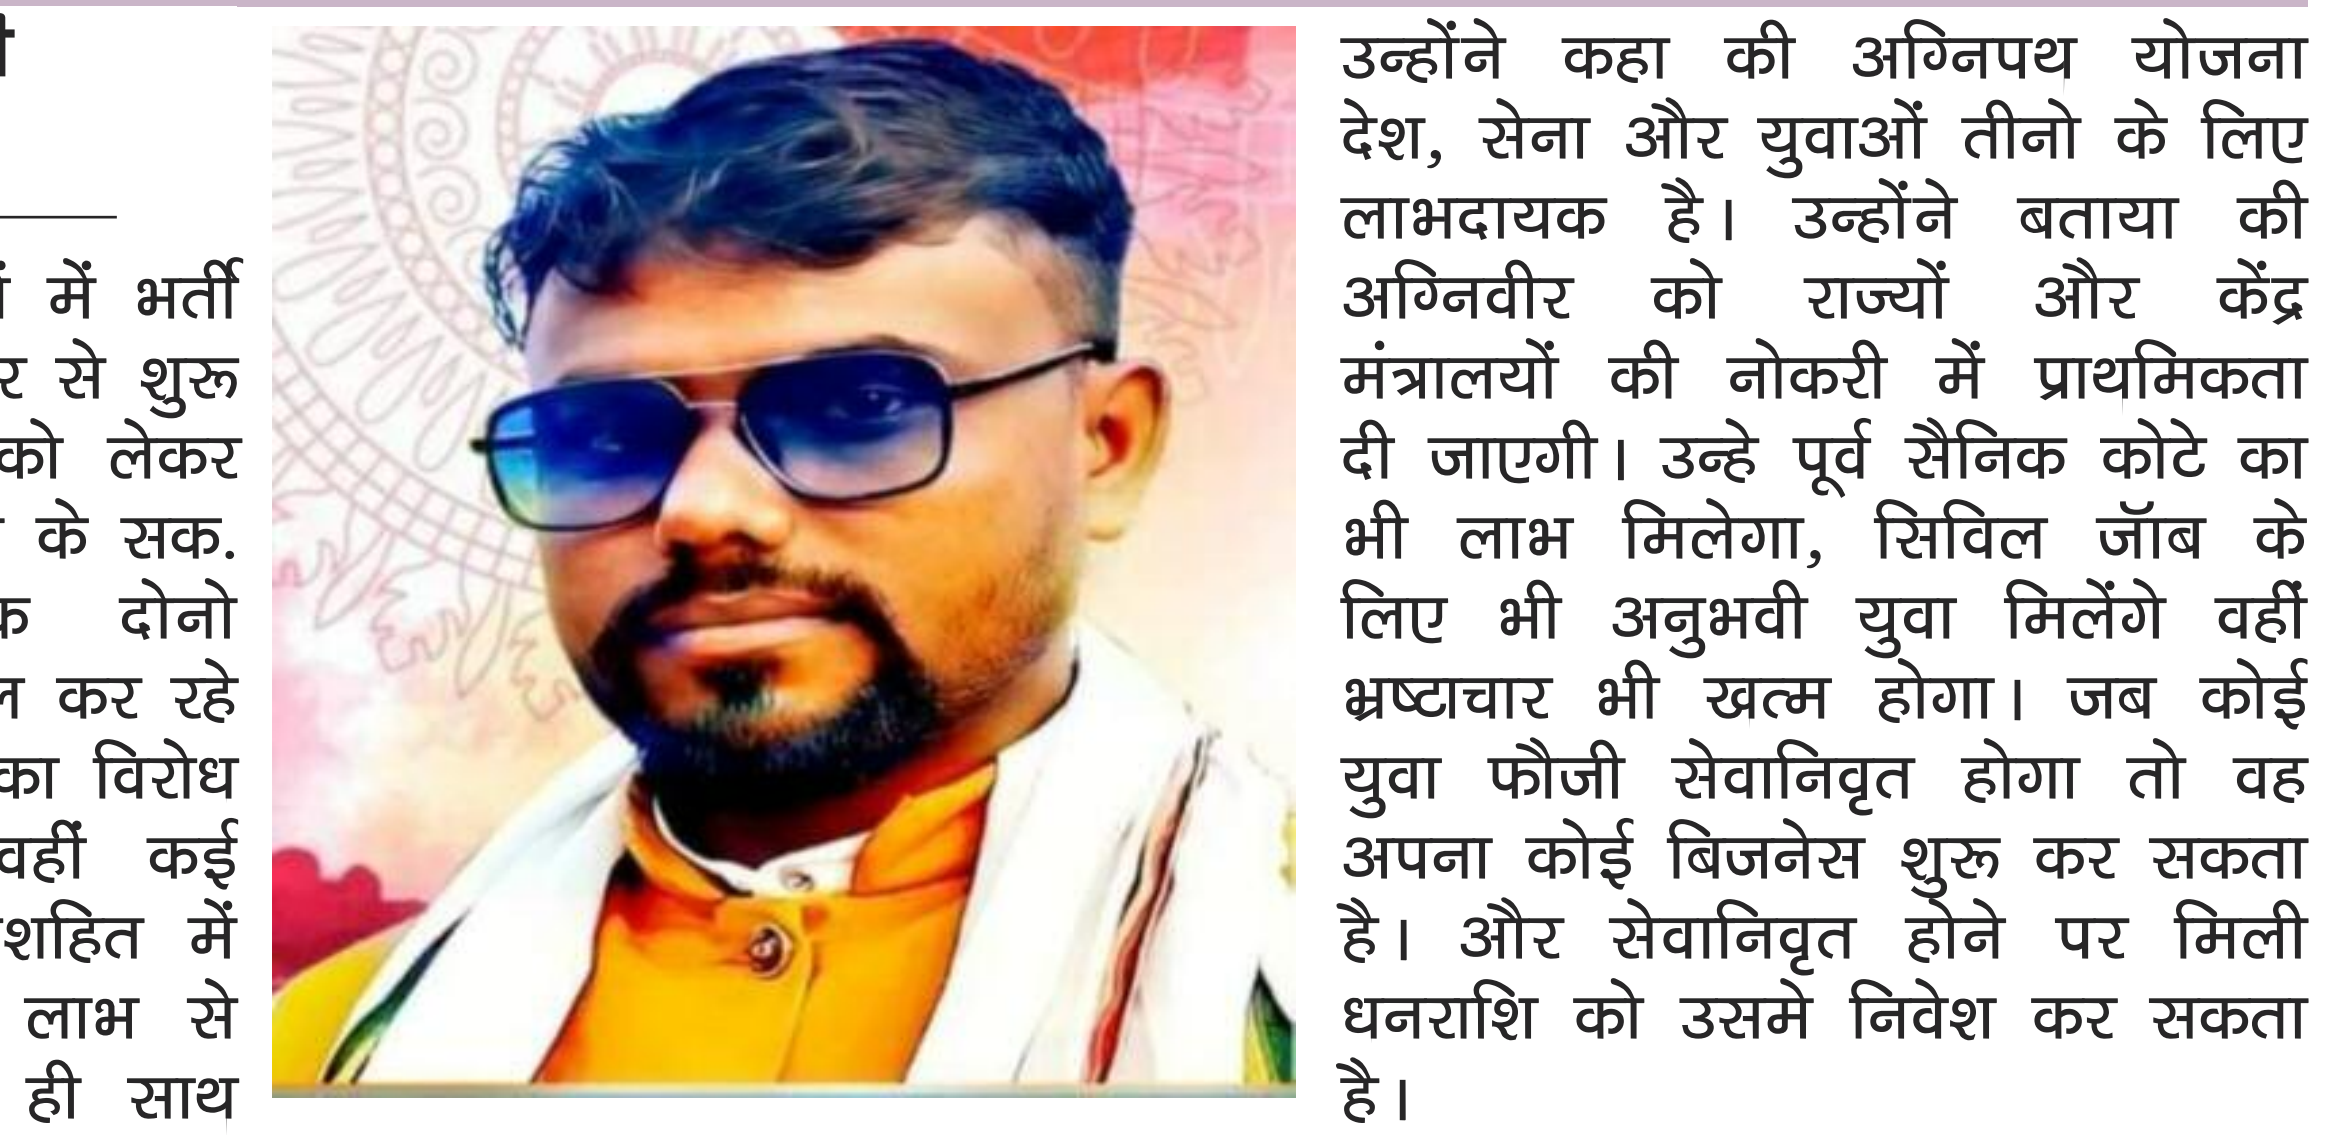 में भर्ती
से शुरू
को लेकर
के सक.
दोनो
कर रहे
का विरोध
वहीं कई
में
लाभ से
ही साथ
उन्होंने कहा की अग्निपथ योजना
देश, सेना और युवाओं तीनो के लिए
लाभदायक है। उन्होंने बताया की
अग्निवीर को राज्यों और केंद्र
मंत्रालयों की नोकरी में प्राथमिकता
दी जाएगी। उन्हे पूर्व सैनिक कोटे का
भी लाभ मिलेगा, सिविल जॉब के
लिए भी अनुभवी युवा मिलेंगे वहीं
भ्रष्टाचार भी खत्म होगा। जब कोई
युवा फौजी सेवानिवृत होगा तो वह
अपना कोई बिजनेस शुरू कर सकता
है। और सेवानिवृत होने पर मिली
धनराशि को उसमे निवेश कर सकता
है।